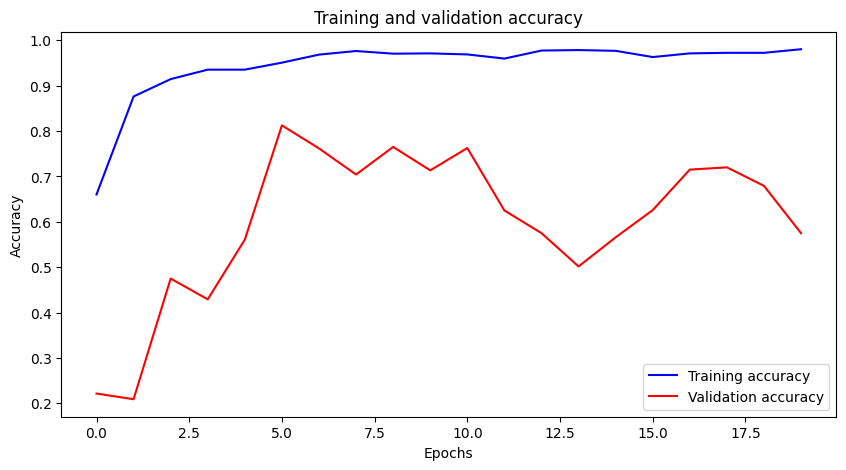 Training and validation accuracy
Accuracy
1.0
0.9
0.8
0.7
0.6
0.5
0.4
0.3
0.2
Training accuracy
Validation accuracy
0.0 2.5 5.0 7.5 10.0 12.5 15.0 17.5
Epochs